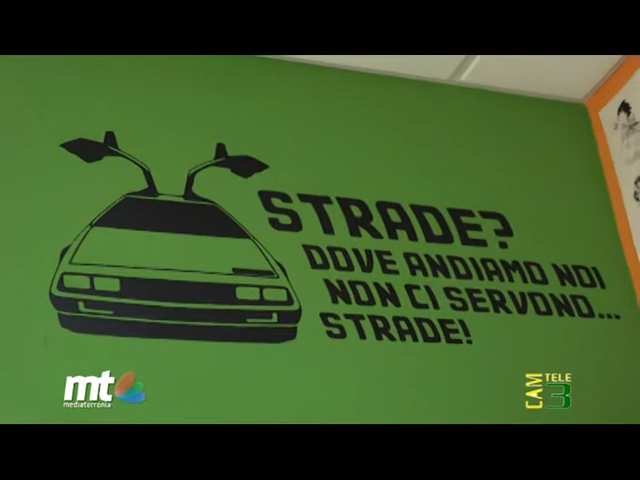 STRADE?
DOVE ANDIAMO NOI
NON CI SERVONO...
STRADE!
mt
mediaterronia
CAM
TELE
3